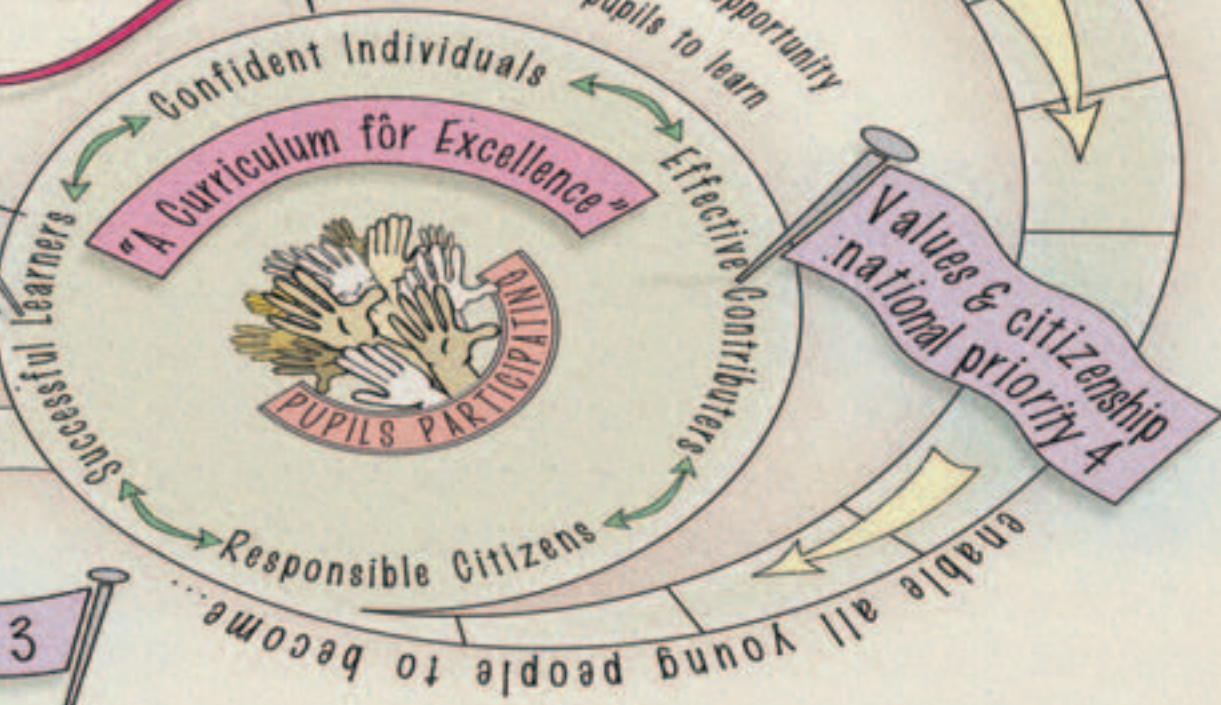 opportunity
pupils to learn
Confident Individuals
"A Curriculum fôr Excellence"
Effective Contributers
Successful Learners
PUPILS PARTICIPATING
Responsible Citizens
Values & citizenship
:national priority 4
enable all young people to become...
3